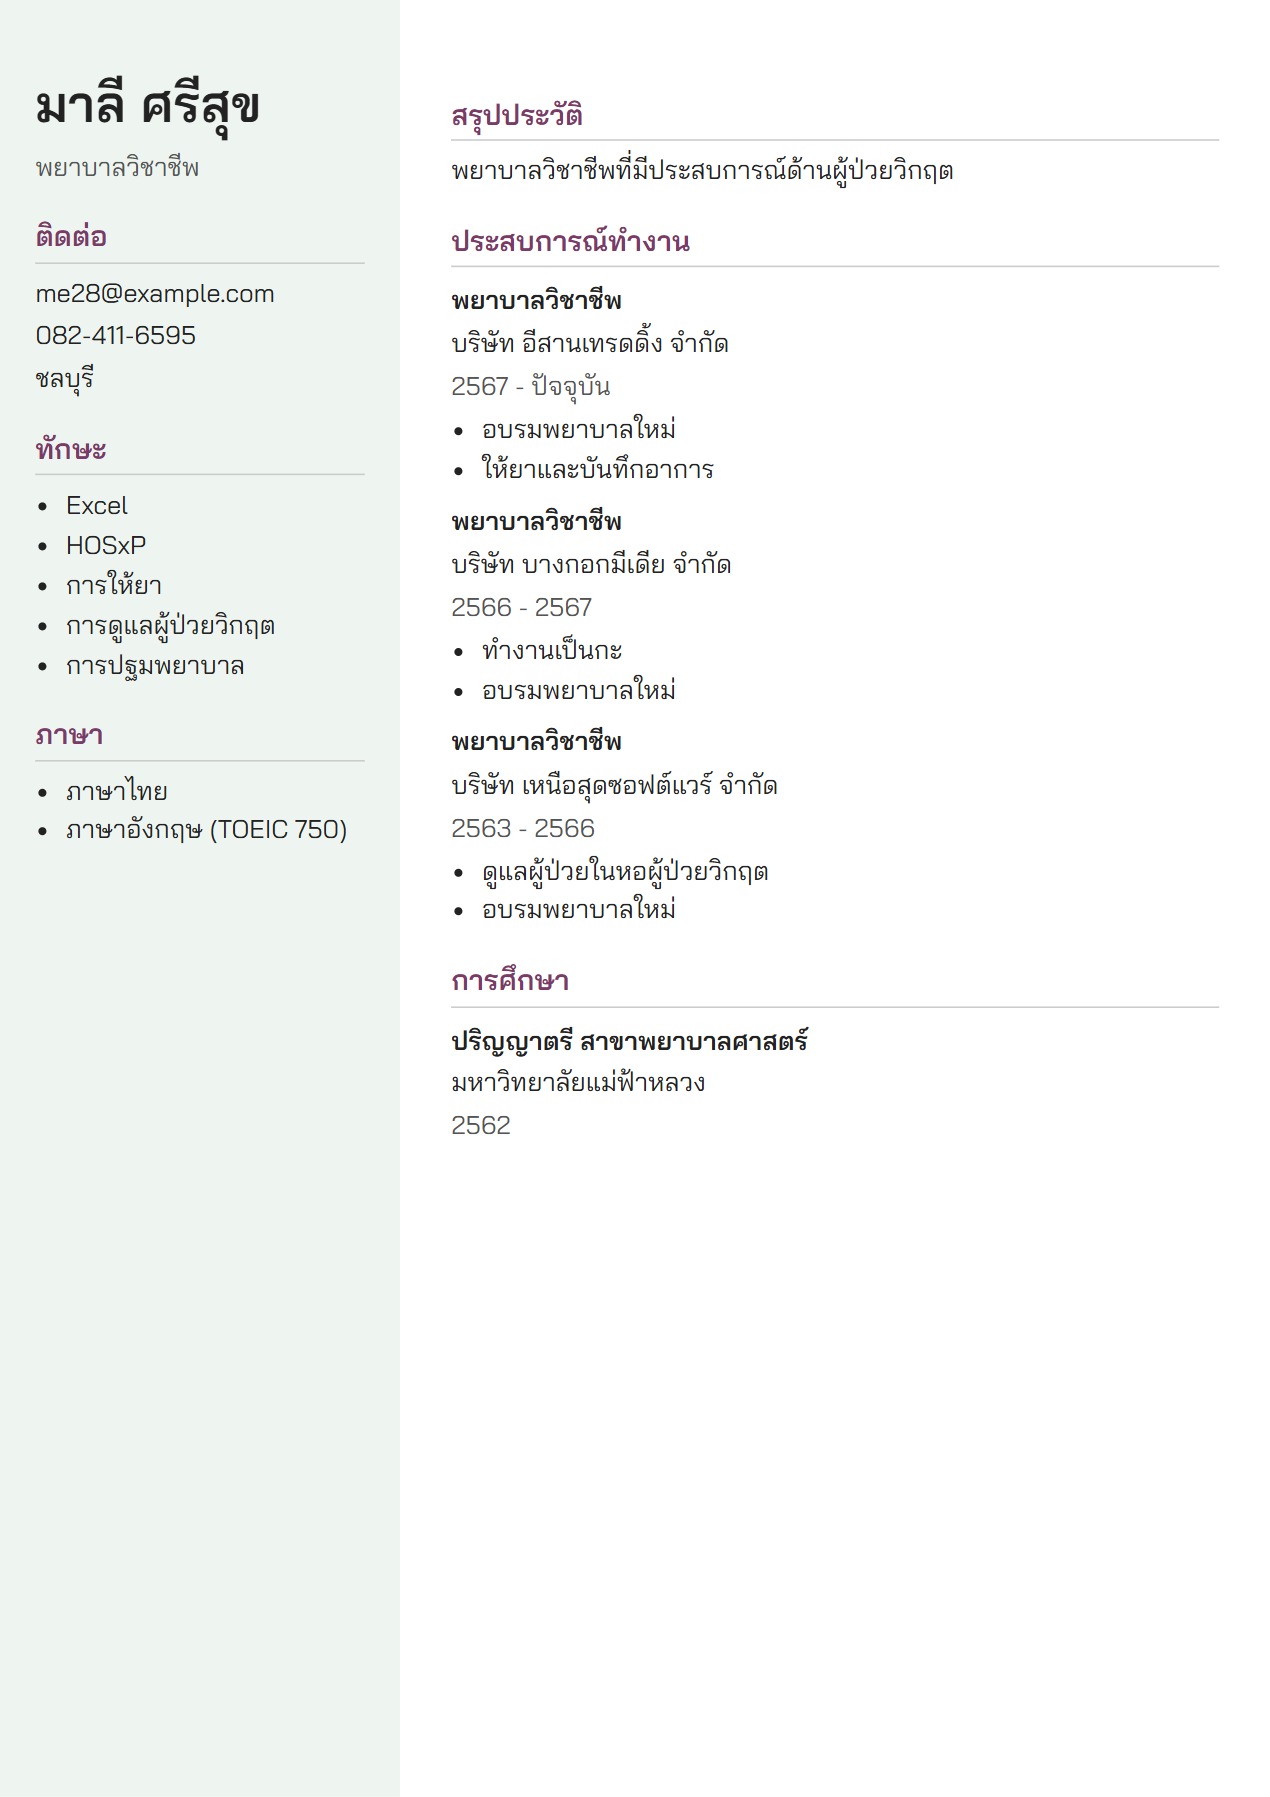 มาลี ศรีสุข
พยาบาลวิชาชีพ
ติดต่อ
me28@example.com
082-411-6595
ชลบุรี
ทักษะ
• Excel
• HOSxP
• การให้ยา
• การดูแลผู้ป่วยวิกฤต
• การปฐมพยาบาล
ภาษา
• ภาษาไทย
• ภาษาอังกฤษ (TOEIC 750)
สรุปประวัติ
พยาบาลวิชาชีพที่มีประสบการณ์ด้านผู้ป่วยวิกฤต
ประสบการณ์ทำงาน
พยาบาลวิชาชีพ
บริษัท อีสานเทรดดิ้ง จำกัด
2567 - ปัจจุบัน
• อบรมพยาบาลใหม่
• ให้ยาและบันทึกอาการ
พยาบาลวิชาชีพ
บริษัท บางกอกมีเดีย จำกัด
2566 - 2567
• ทำงานเป็นกะ
• อบรมพยาบาลใหม่
พยาบาลวิชาชีพ
บริษัท เหนือสุดซอฟต์แวร์ จำกัด
2563 - 2566
• ดูแลผู้ป่วยในหอผู้ป่วยวิกฤต
• อบรมพยาบาลใหม่
การศึกษา
ปริญญาตรี สาขาพยาบาลศาสตร์
มหาวิทยาลัยแม่ฟ้าหลวง
2562